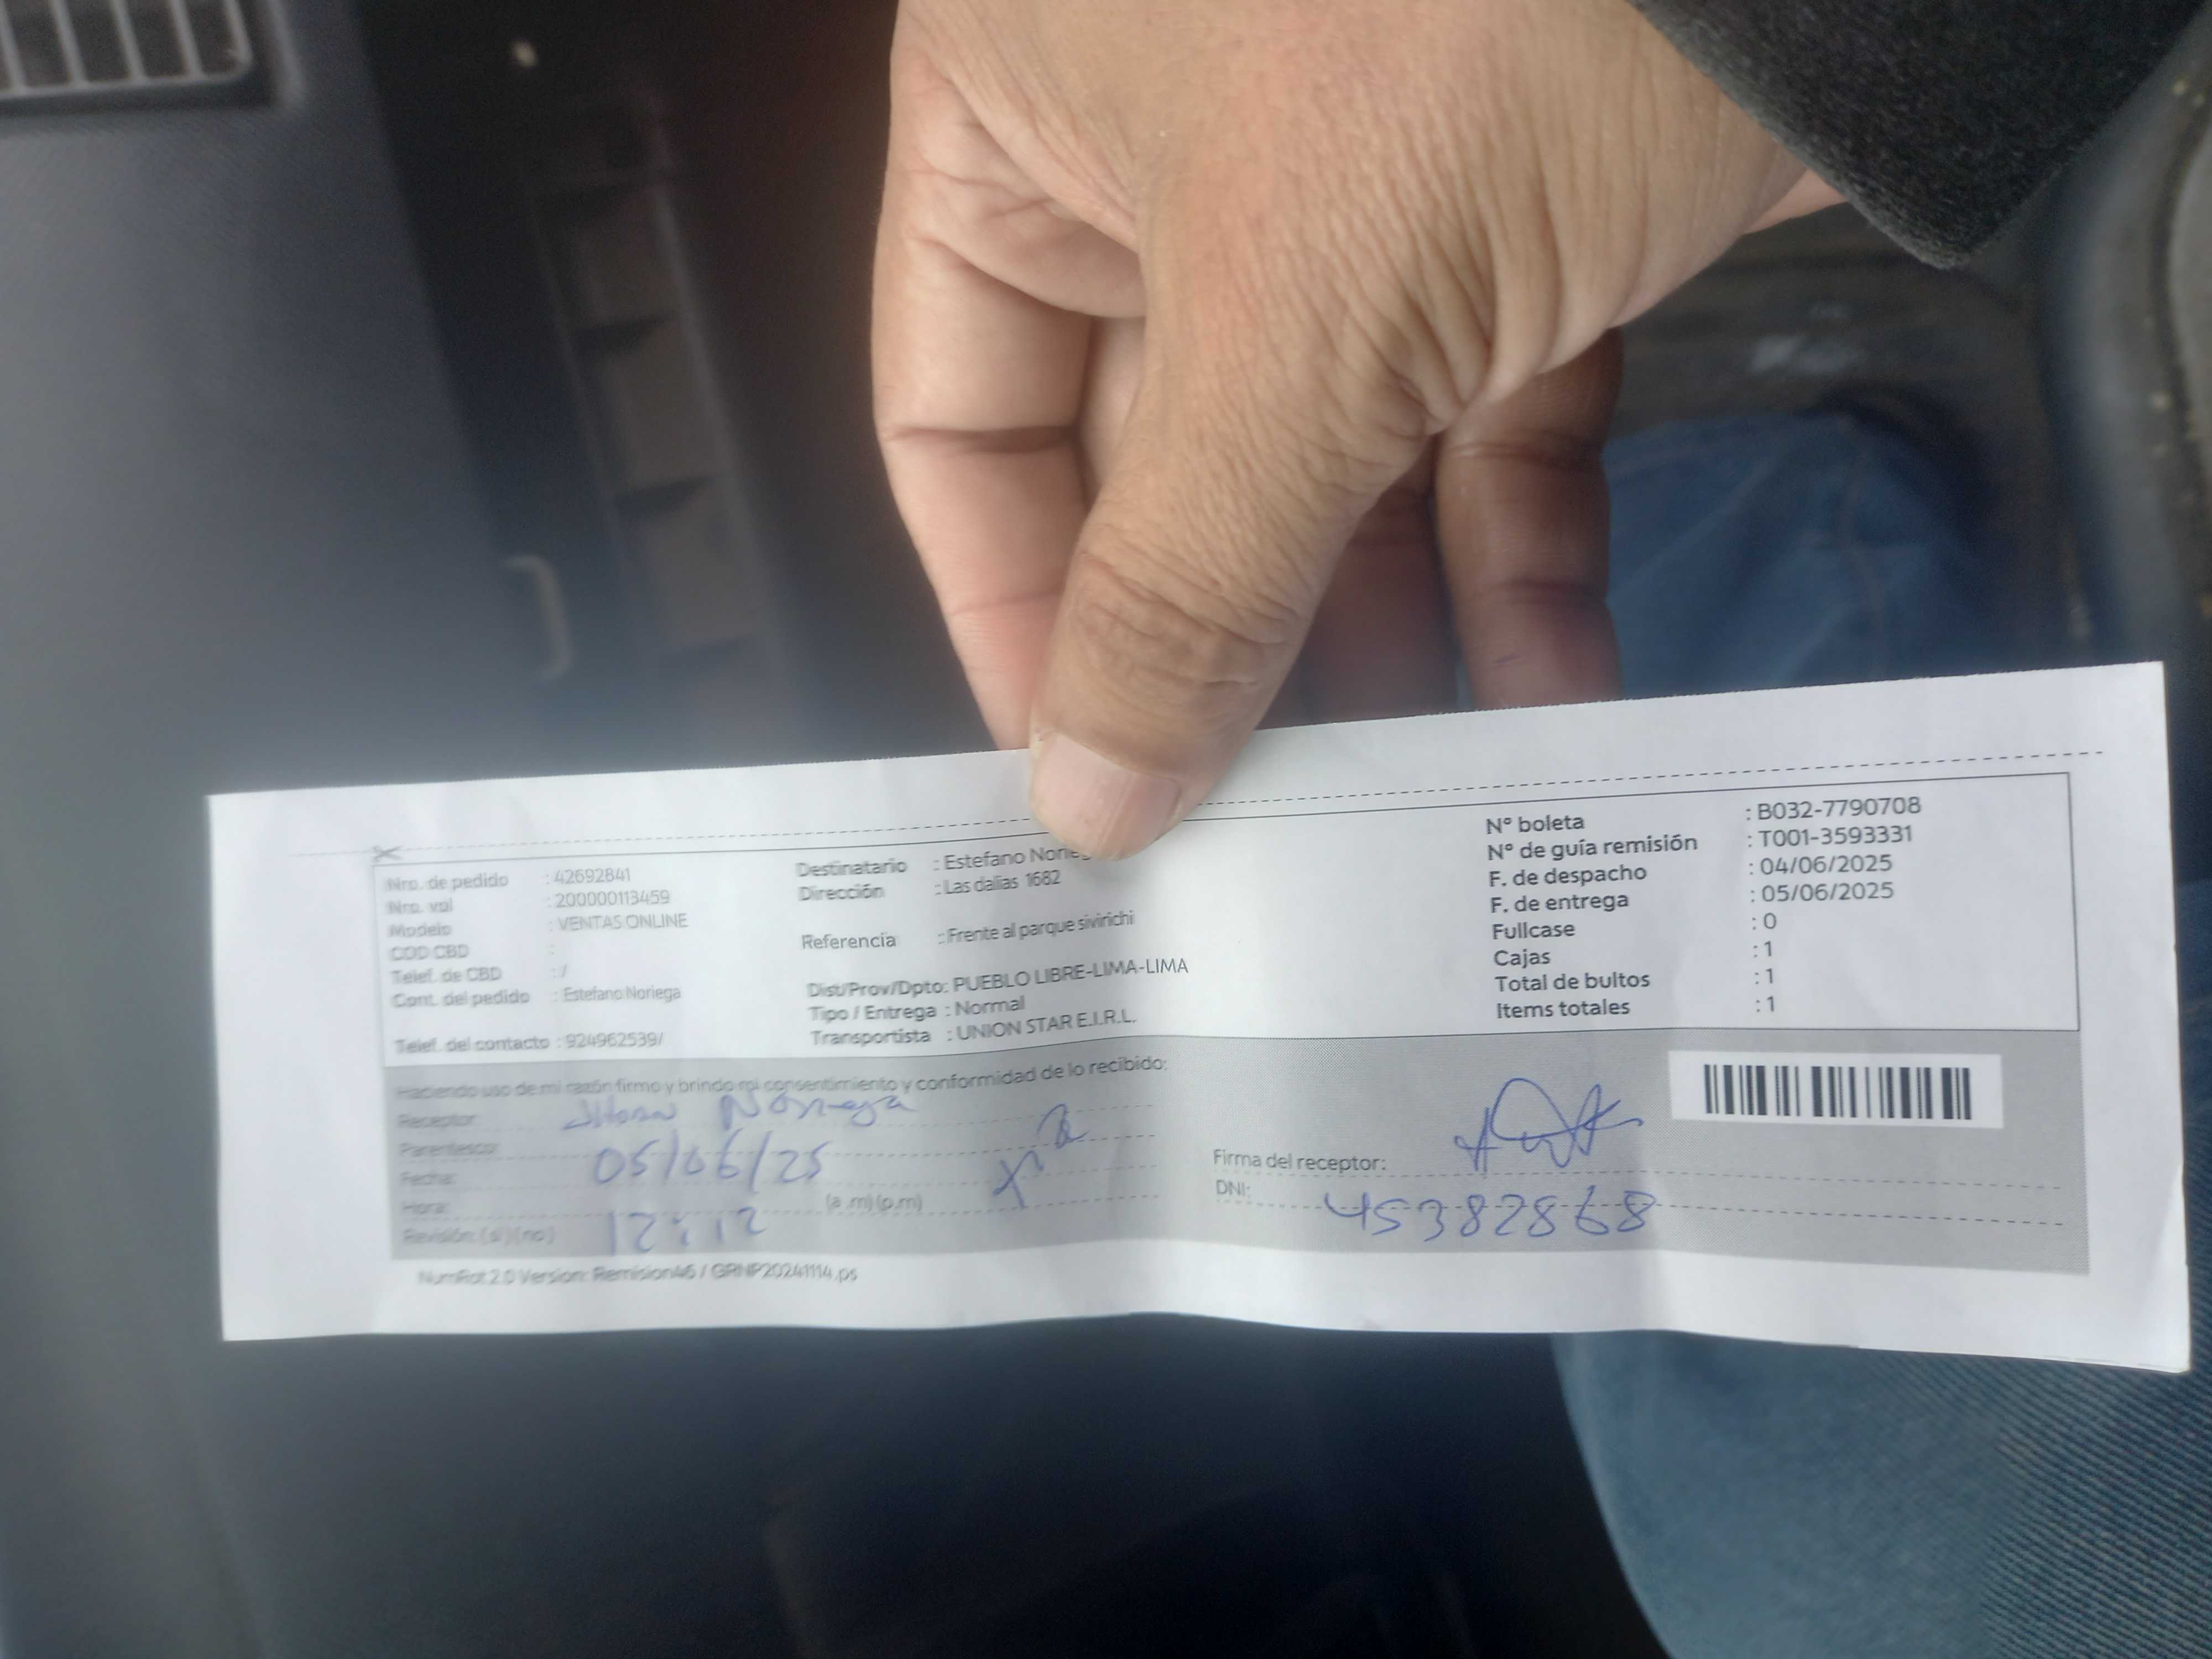 Nro. de pedido : 42692841
Nro. val : 200000113459
Modelo : VENTAS ONLINE
COD CBD :
Telef. de CBD : /
Cont. del pedido : Estefano Noriega
Telef. del contacto : 924962539/
Destinatario : Estefano
Dirección : Las dalias 1682
Referencia : Frente al parque sivirichi
Dist/Prov/Dpto: PUEBLO LIBRE-LIMA-LIMA
Tipo / Entrega : Normal
Transportista : UNION STAR E.I.R.L.
N° boleta : B032-7790708
N° de guía remisión : T001-3593331
F. de despacho : 04/06/2025
F. de entrega : 05/06/2025
Fullcase : 0
Cajas : 1
Total de bultos : 1
Items totales : 1
Haciendo uso de mi razón firmo y brindo mi consentimiento y conformidad de lo recibido:
Receptor: Noriega
Parentesco:
Fecha: 05/06/25
Hora: (a.m)(p.m)
Revisión: (si)(no) 12:12
Firma del receptor:
DNI: 45382868
NumRot 2.0 Version: Remision46 / GRNP20241114.ps